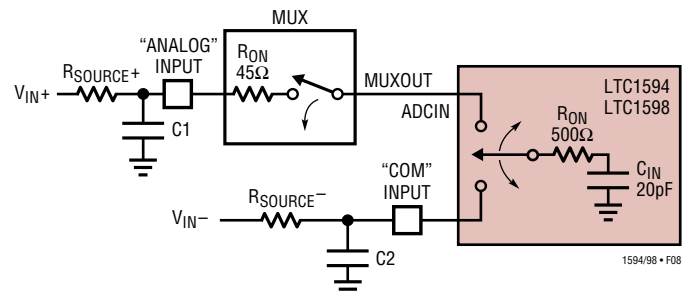 MUX
"ANALOG"
INPUT
RON
45Ω
RSOURCE+
VIN+
C1
MUXOUT
ADCIN
LTC1594
LTC1598
RON
500Ω
CIN
20pF
"COM"
INPUT
RSOURCE–
VIN–
C2
1594/98 • F08